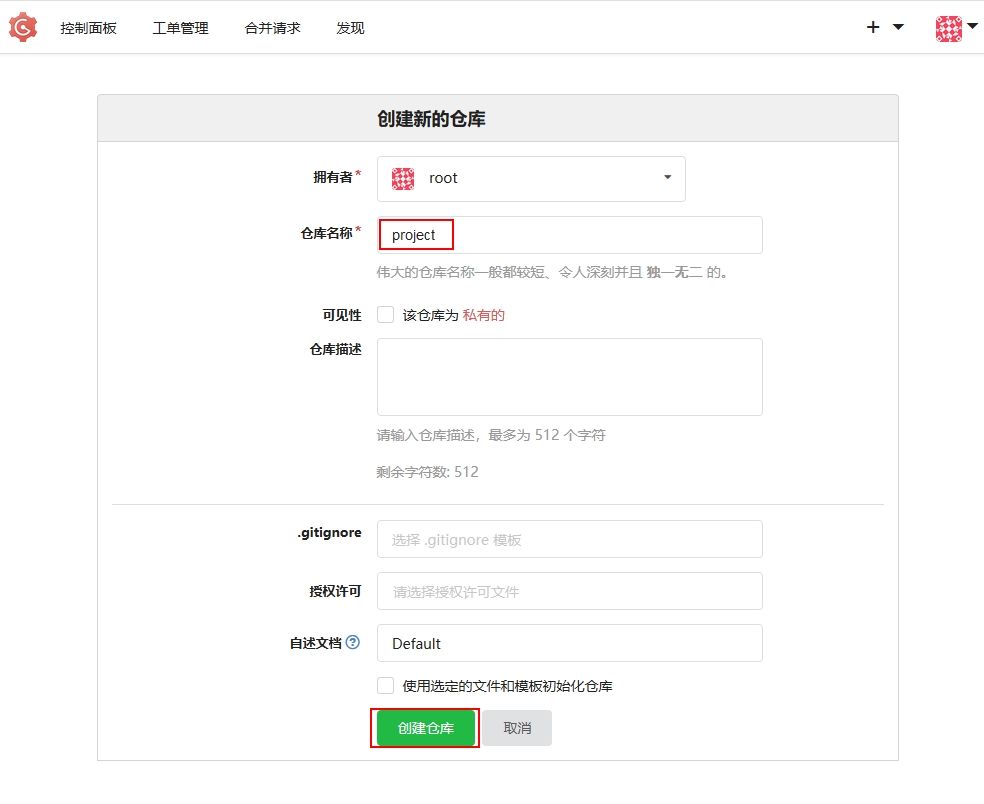 控制面板 工单管理 合并请求 发现
创建新的仓库
拥有者* root
仓库名称* project
伟大的仓库名称一般都较短、令人深刻并且 独一无二 的。
可见性 该仓库为 私有的
仓库描述
请输入仓库描述，最多为 512 个字符
剩余字符数: 512
.gitignore 选择 .gitignore 模板
授权许可 请选择授权许可文件
自述文档 Default
使用选定的文件和模板初始化仓库
创建仓库 取消